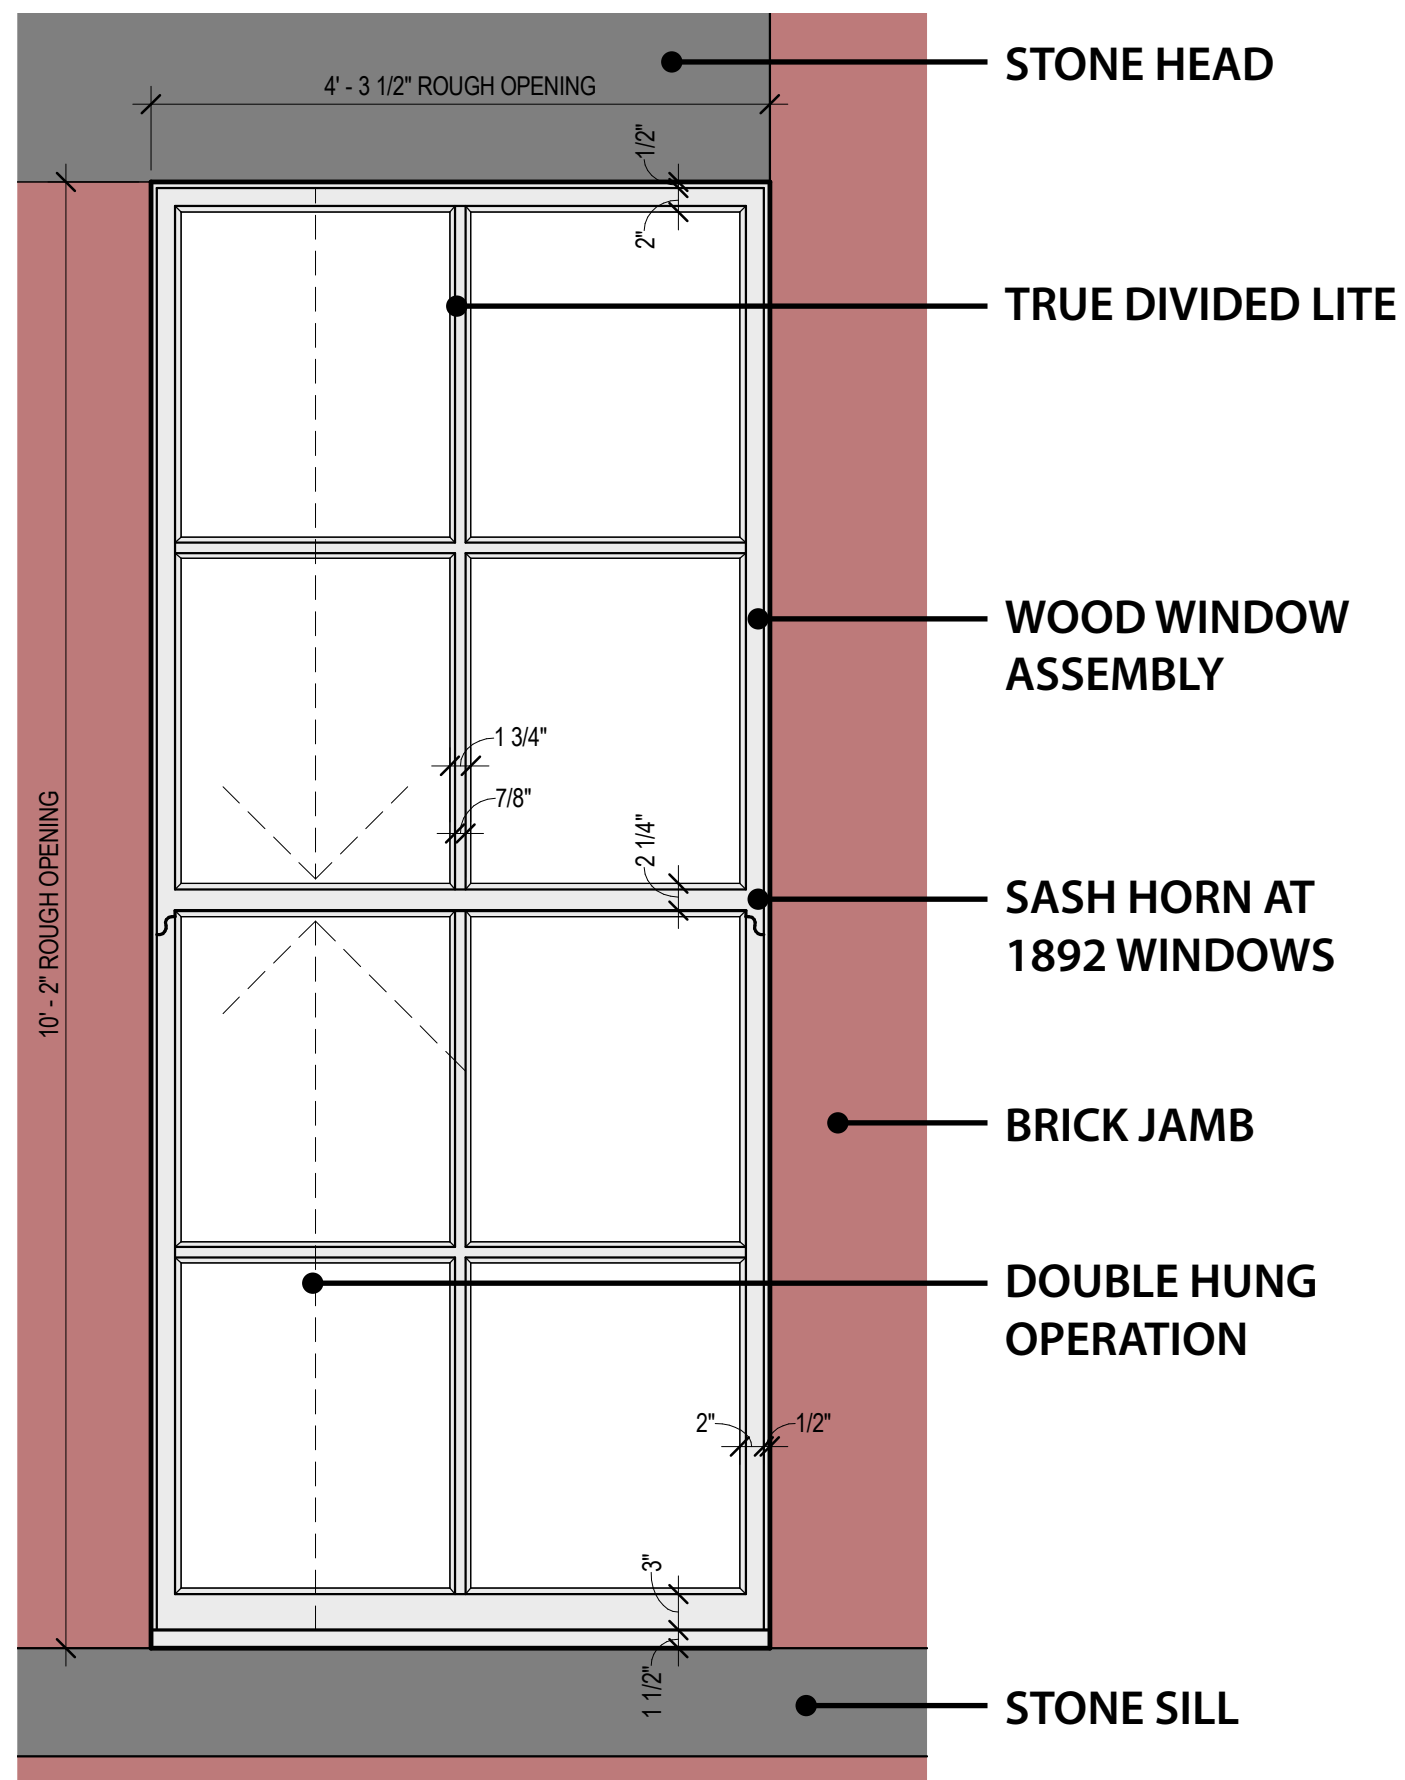 STONE HEAD
4' - 3 1/2" ROUGH OPENING
1/2"
2"
TRUE DIVIDED LITE
WOOD WINDOW
ASSEMBLY
1 3/4"
7/8"
2 1/4"
10' - 2" ROUGH OPENING
SASH HORN AT
1892 WINDOWS
BRICK JAMB
DOUBLE HUNG
OPERATION
2"
1/2"
3"
1 1/2"
STONE SILL